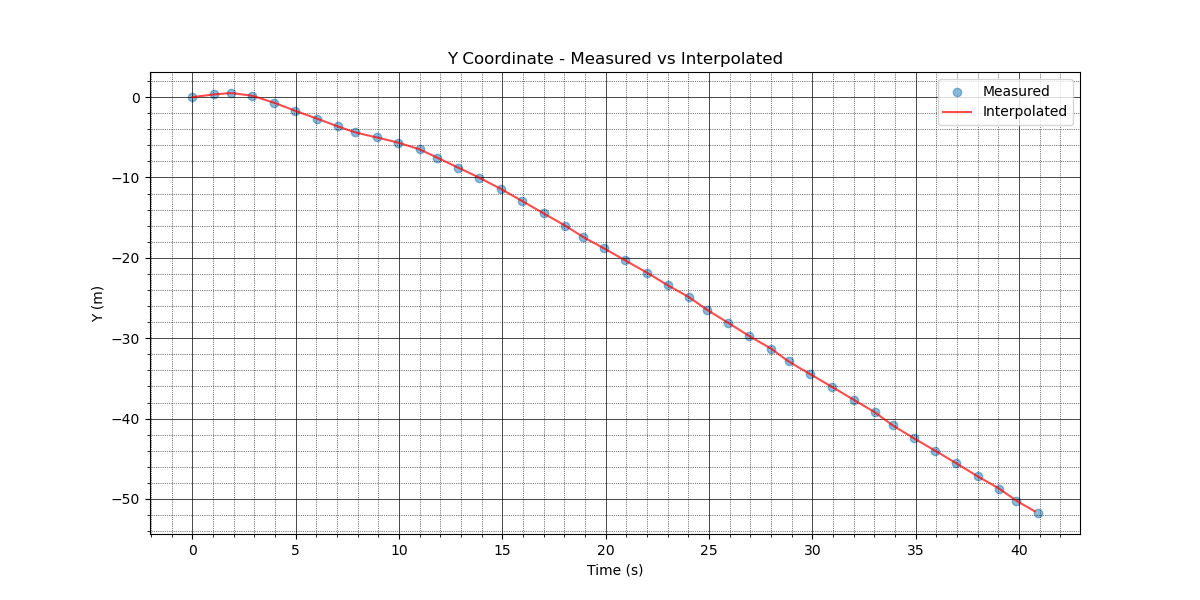 Y Coordinate - Measured vs Interpolated
Measured
Interpolated
0
−10
−20
−30
−40
−50
Y (m)
0 5 10 15 20 25 30 35 40
Time (s)